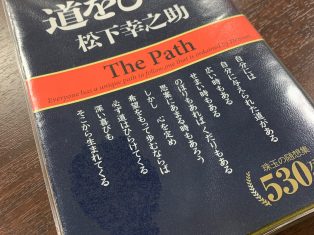 道を
松下幸之助
The Path
Everyone has a unique path to follow, one that is ordained by Heaven.
自分には
自分に与えられた道がある
広い時もある
せまい時もある
のぼりもあればくだりもある
思案にあまる時もあろう
しかし 心を定め
希望をもって歩むならば
必ず道はひらけてくる
深い喜びも
そこから生まれてくる
珠玉の随想集
530